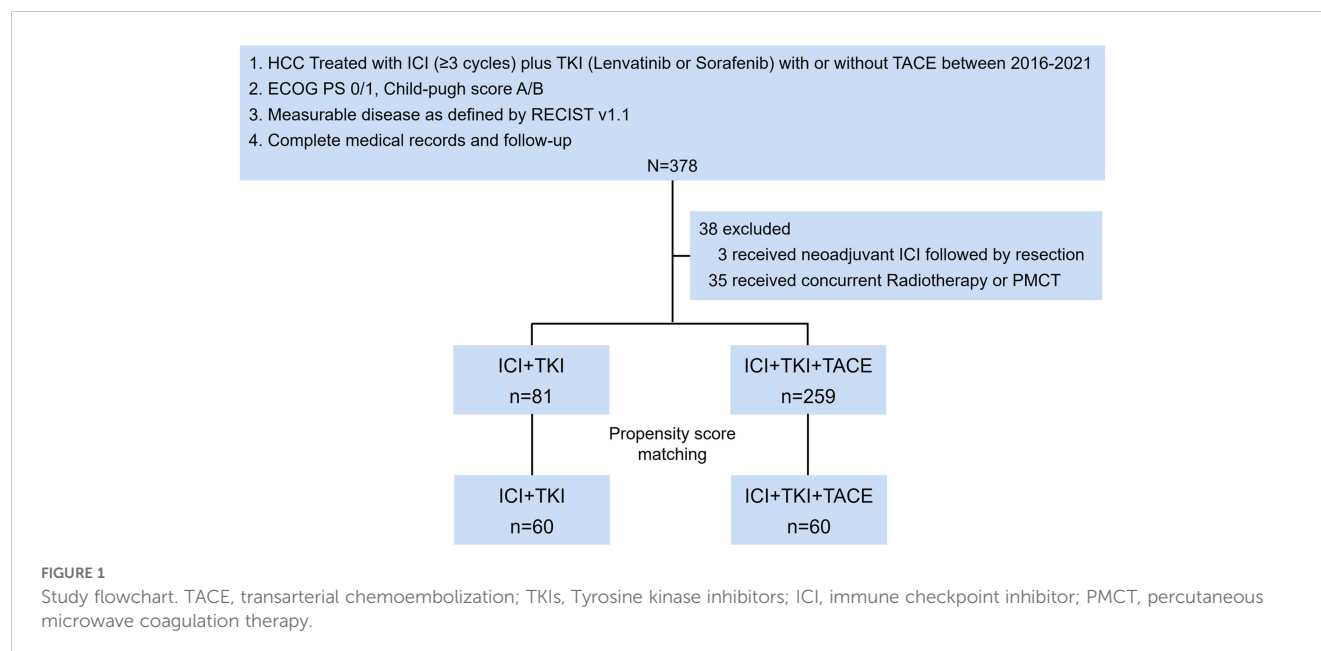 1. HCC Treated with ICI (≥3 cycles) plus TKI (Lenvatinib or Sorafenib) with or without TACE between 2016-2021
2. ECOG PS 0/1, Child-pugh score A/B
3. Measurable disease as defined by RECIST v1.1
4. Complete medical records and follow-up
N=378
38 excluded
3 received neoadjuvant ICI followed by resection
35 received concurrent Radiotherapy or PMCT
ICI+TKI
n=81
ICI+TKI+TACE
n=259
Propensity score
matching
ICI+TKI
n=60
ICI+TKI+TACE
n=60
FIGURE 1
Study flowchart. TACE, transarterial chemoembolization; TKIs, Tyrosine kinase inhibitors; ICI, immune checkpoint inhibitor; PMCT, percutaneous
microwave coagulation therapy.